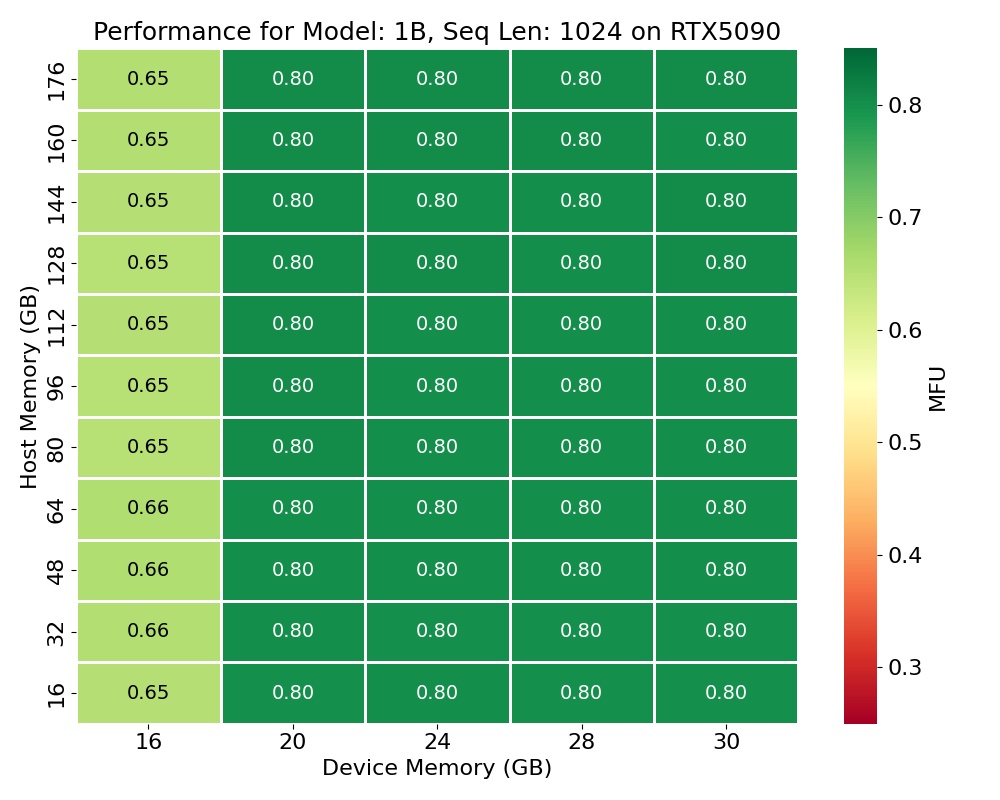 Performance for Model: 1B, Seq Len: 1024 on RTX5090
176 0.65 0.80 0.80 0.80 0.80
160 0.65 0.80 0.80 0.80 0.80
144 0.65 0.80 0.80 0.80 0.80
128 0.65 0.80 0.80 0.80 0.80
112 0.65 0.80 0.80 0.80 0.80
96 0.65 0.80 0.80 0.80 0.80
80 0.65 0.80 0.80 0.80 0.80
64 0.66 0.80 0.80 0.80 0.80
48 0.66 0.80 0.80 0.80 0.80
32 0.66 0.80 0.80 0.80 0.80
16 0.65 0.80 0.80 0.80 0.80
16 20 24 28 30
Device Memory (GB)
Host Memory (GB)
0.8
0.7
0.6
0.5
0.4
0.3
MFU